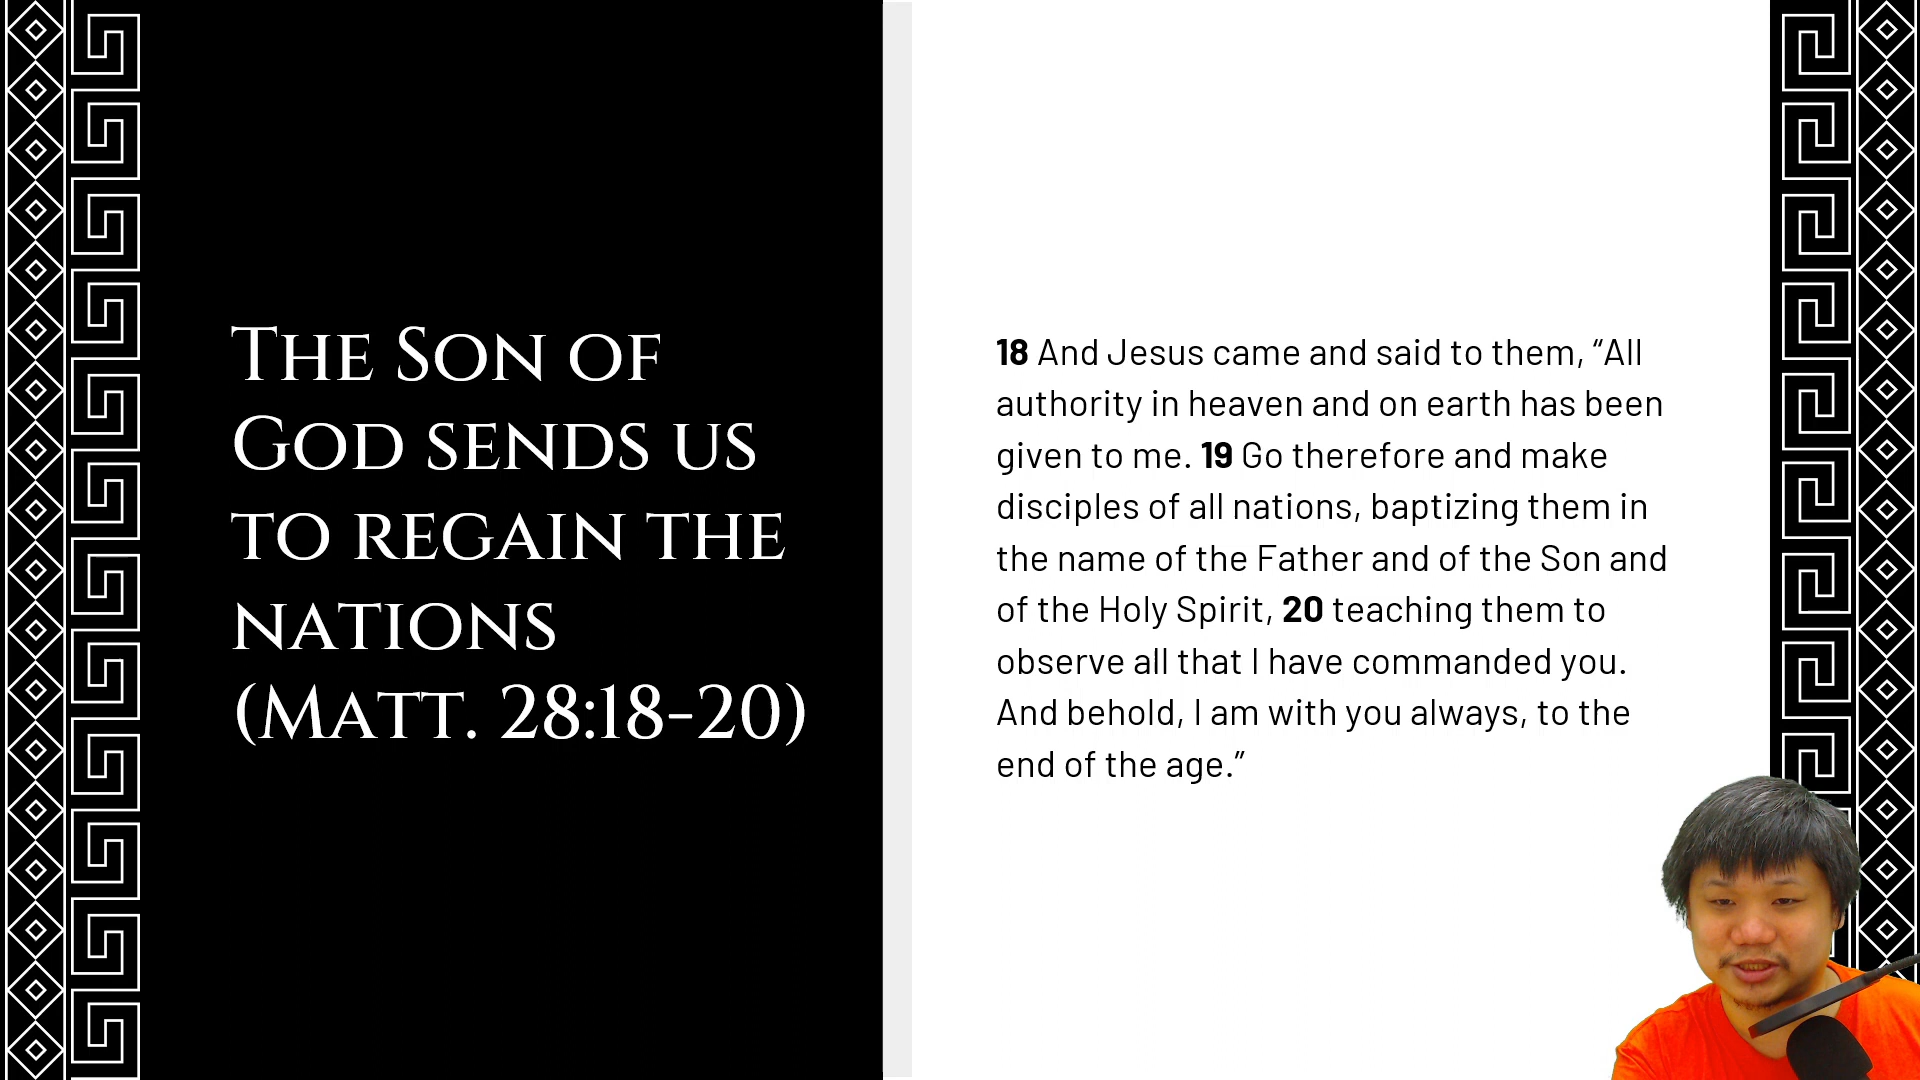 The Son of
God sends us
to regain the
nations
(Matt. 28:18-20)
18 And Jesus came and said to them, “All
authority in heaven and on earth has been
given to me. 19 Go therefore and make
disciples of all nations, baptizing them in
the name of the Father and of the Son and
of the Holy Spirit, 20 teaching them to
observe all that I have commanded you.
And behold, I am with you always, to the
end of the age.”